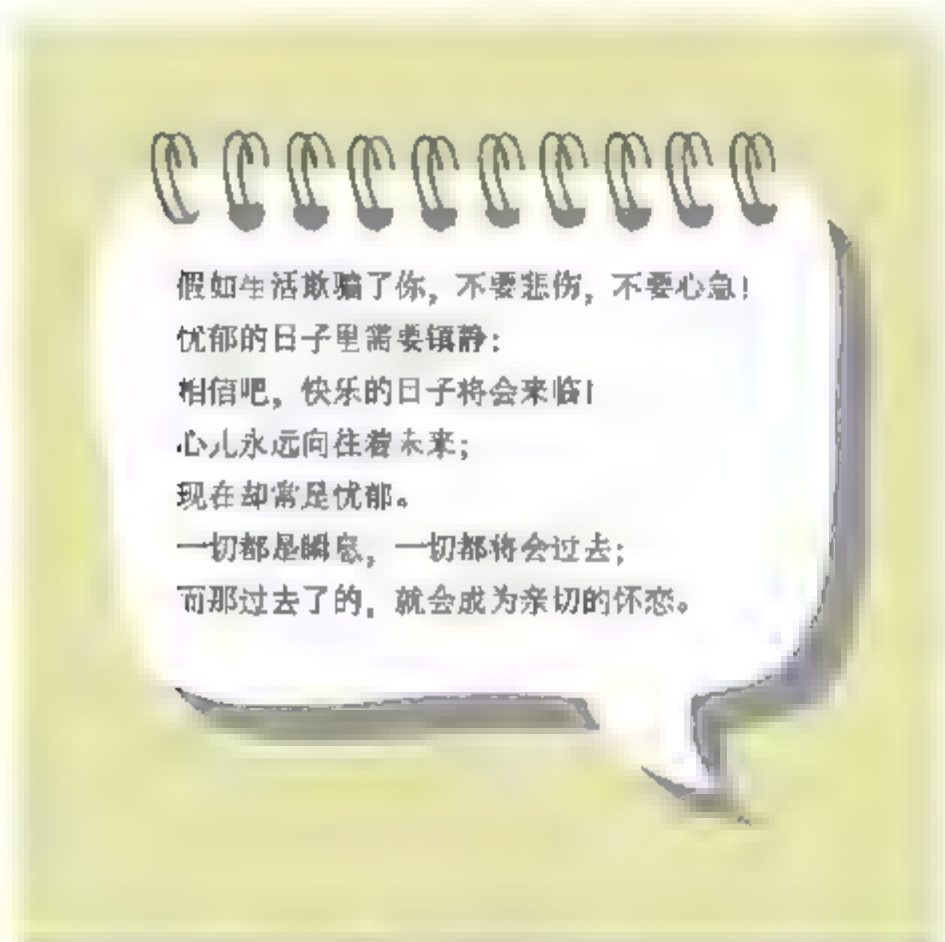 假如生活欺骗了你，不要悲伤，不要心急！
忧郁的日子里需要镇静：
相信吧，快乐的日子将会来临！
心儿永远向往着未来；
现在却常是忧郁。
一切都是瞬息，一切都将会过去；
而那过去了的，就会成为亲切的怀恋。